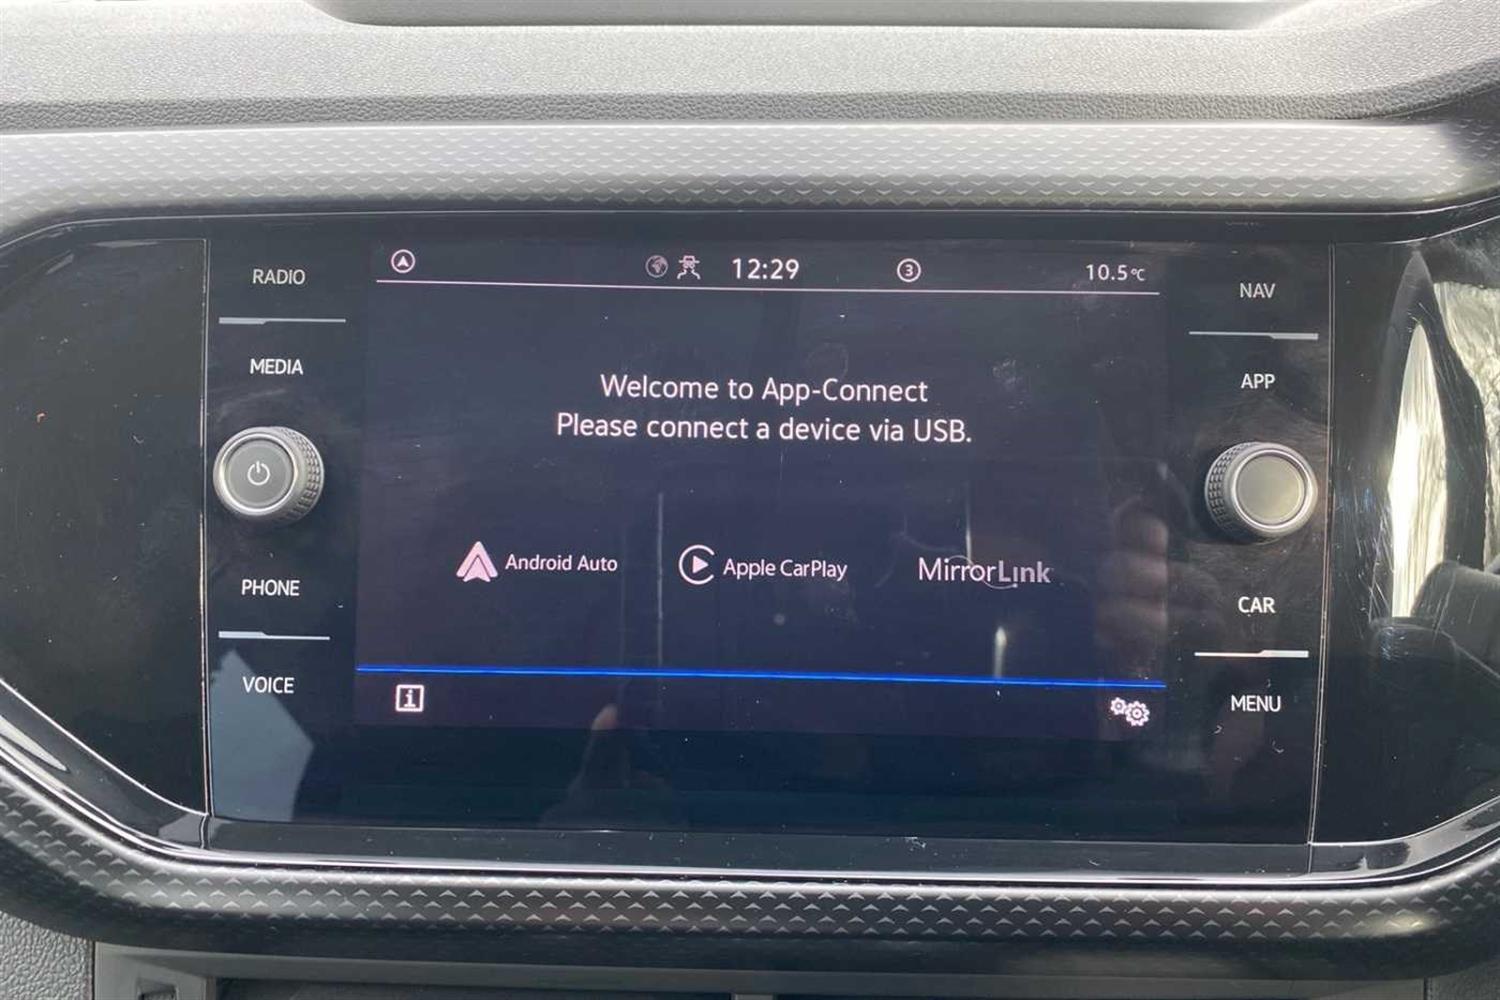 RADIO
MEDIA
PHONE
VOICE
12:29
3
10.5°C
Welcome to App-Connect
Please connect a device via USB.
Android Auto
Apple CarPlay
MirrorLink
i
NAV
APP
CAR
MENU